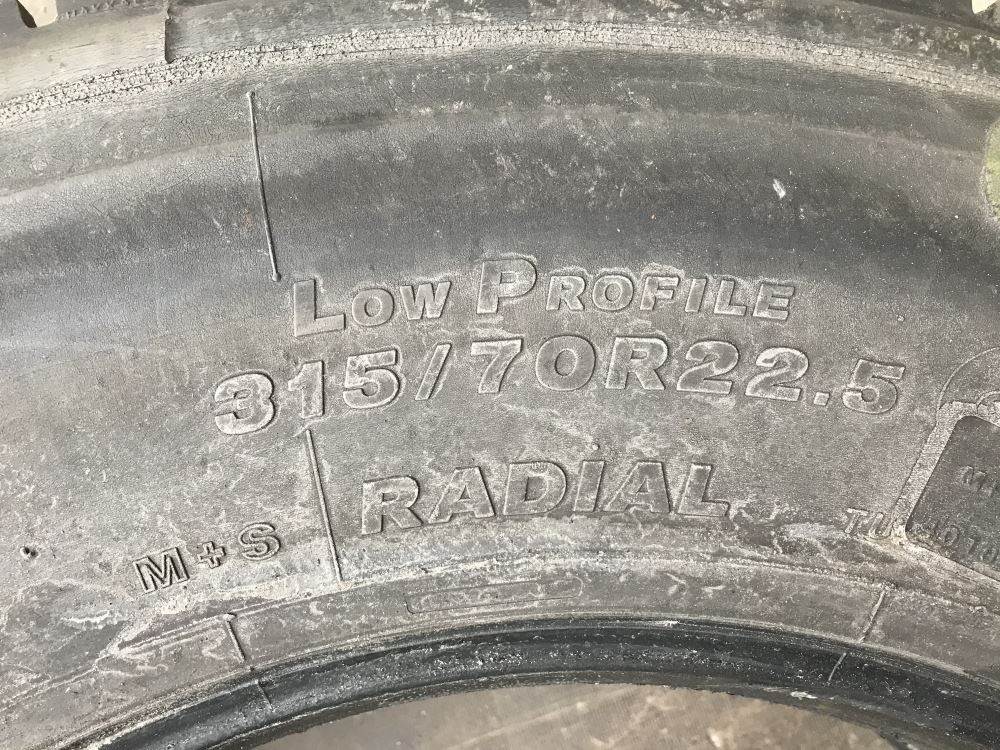 Low Profile
315/70R22.5
RADIAL
M+S